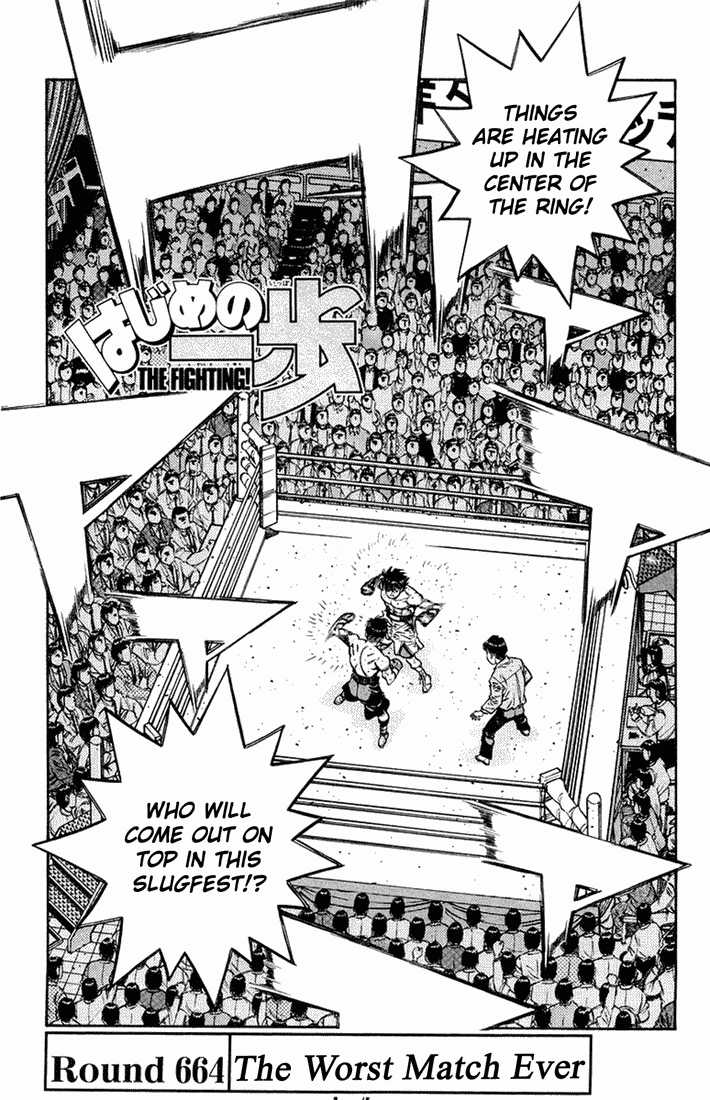 THINGS
ARE HEATING
UP IN THE
CENTER OF
THE RING!
はじめの一歩
THE FIGHTING!
WHO WILL
COME OUT ON
TOP IN THIS
SLUGFEST!?
Round 664 The Worst Match Ever